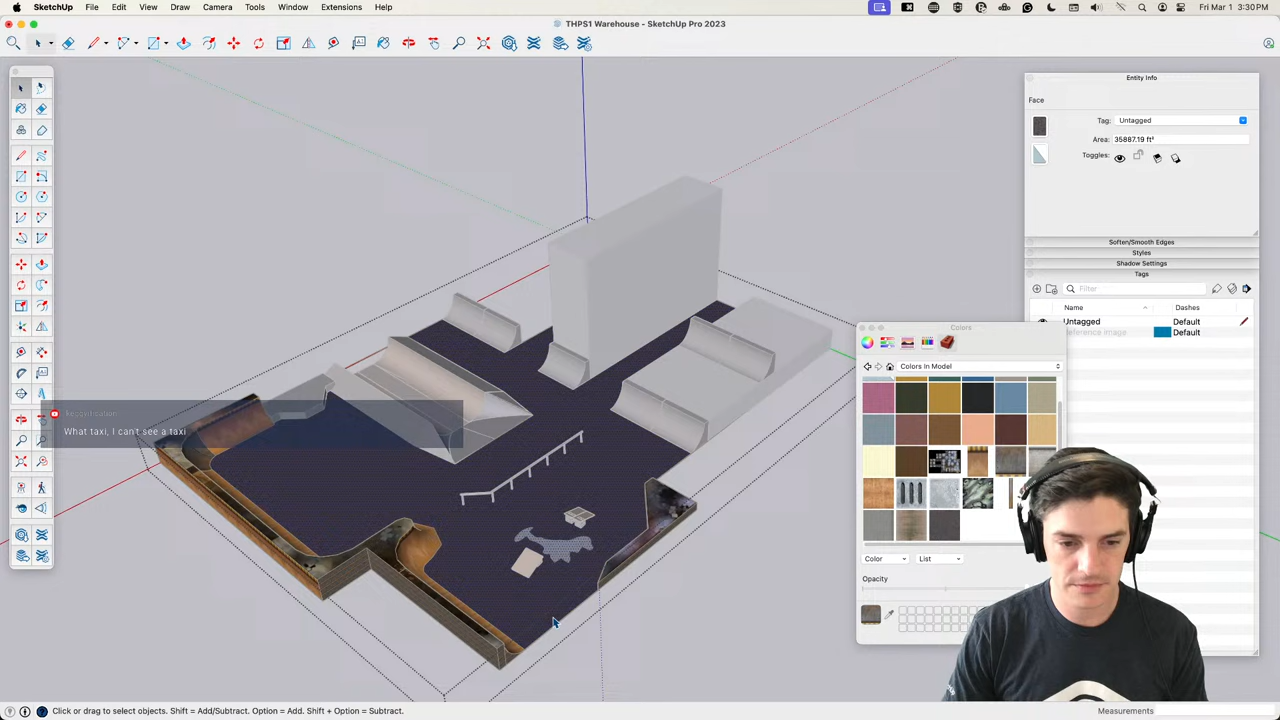 SketchUp File Edit View Draw Camera Tools Window Extensions Help
Fri Mar 1 3:30PM
THPS1 Warehouse - SketchUp Pro 2023
Entity Info
Face
Tag: Untagged
Area: 35887.19 ft²
Toggles:
Soften/Smooth Edges
Styles
Shadow Settings
Tags
Filter
Name Dashes
Untagged Default
eference image Default
Colors
Colors In Model
Color List
Opacity
What taxi, I can't see a taxi
Click or drag to select objects. Shift = Add/Subtract. Option = Add. Shift + Option = Subtract.
Measurements